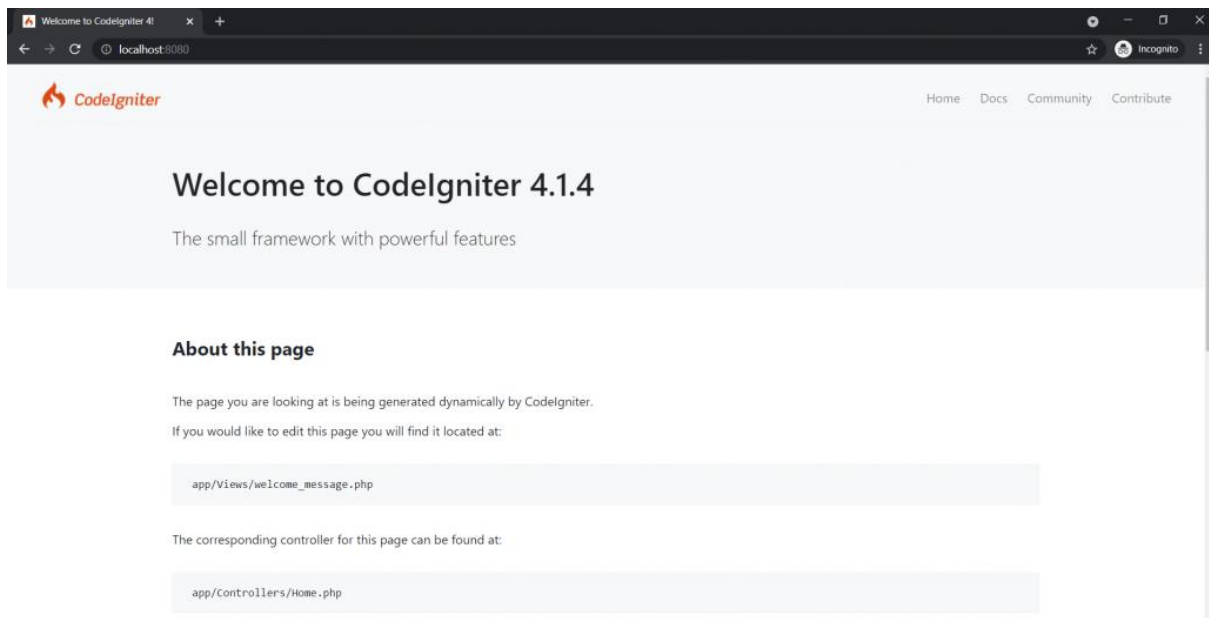 Welcome to CodeIgniter 4!
localhost:8080
Incognito
CodeIgniter
Home Docs Community Contribute
Welcome to CodeIgniter 4.1.4
The small framework with powerful features
About this page
The page you are looking at is being generated dynamically by CodeIgniter.
If you would like to edit this page you will find it located at:
app/Views/welcome_message.php
The corresponding controller for this page can be found at:
app/Controllers/Home.php